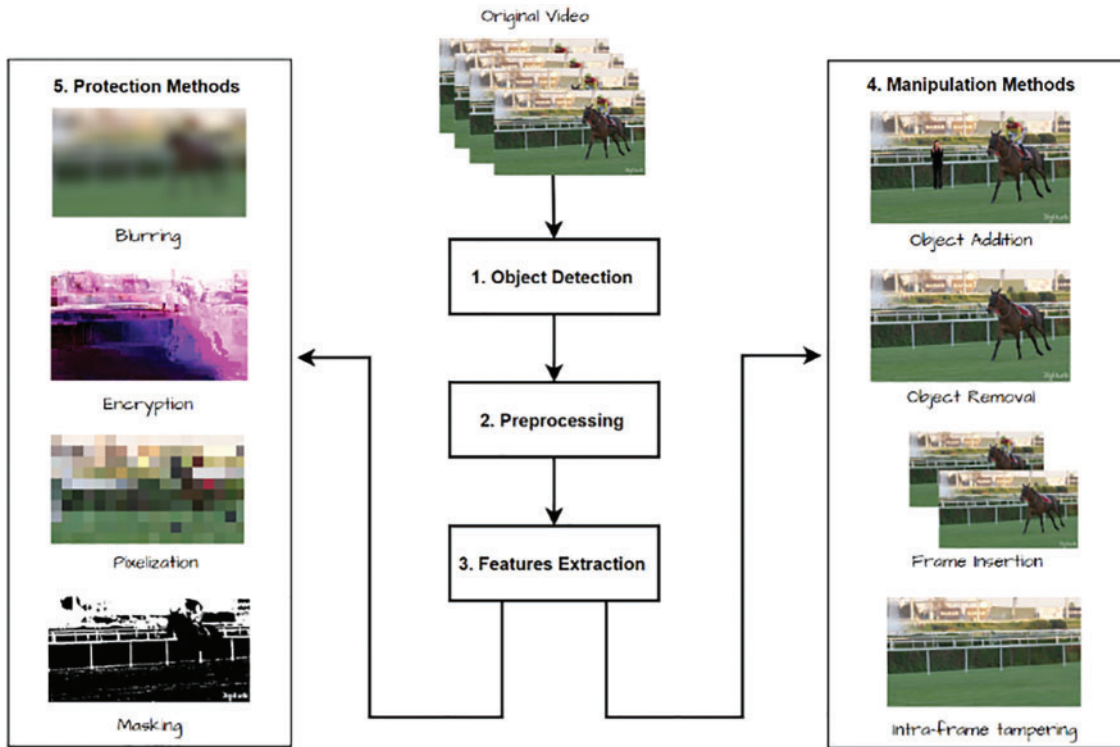 Original Video
5. Protection Methods
Blurring
Encryption
Pixelization
Masking
1. Object Detection
2. Preprocessing
3. Features Extraction
4. Manipulation Methods
Object Addition
Object Removal
Frame Insertion
Intra-frame tampering